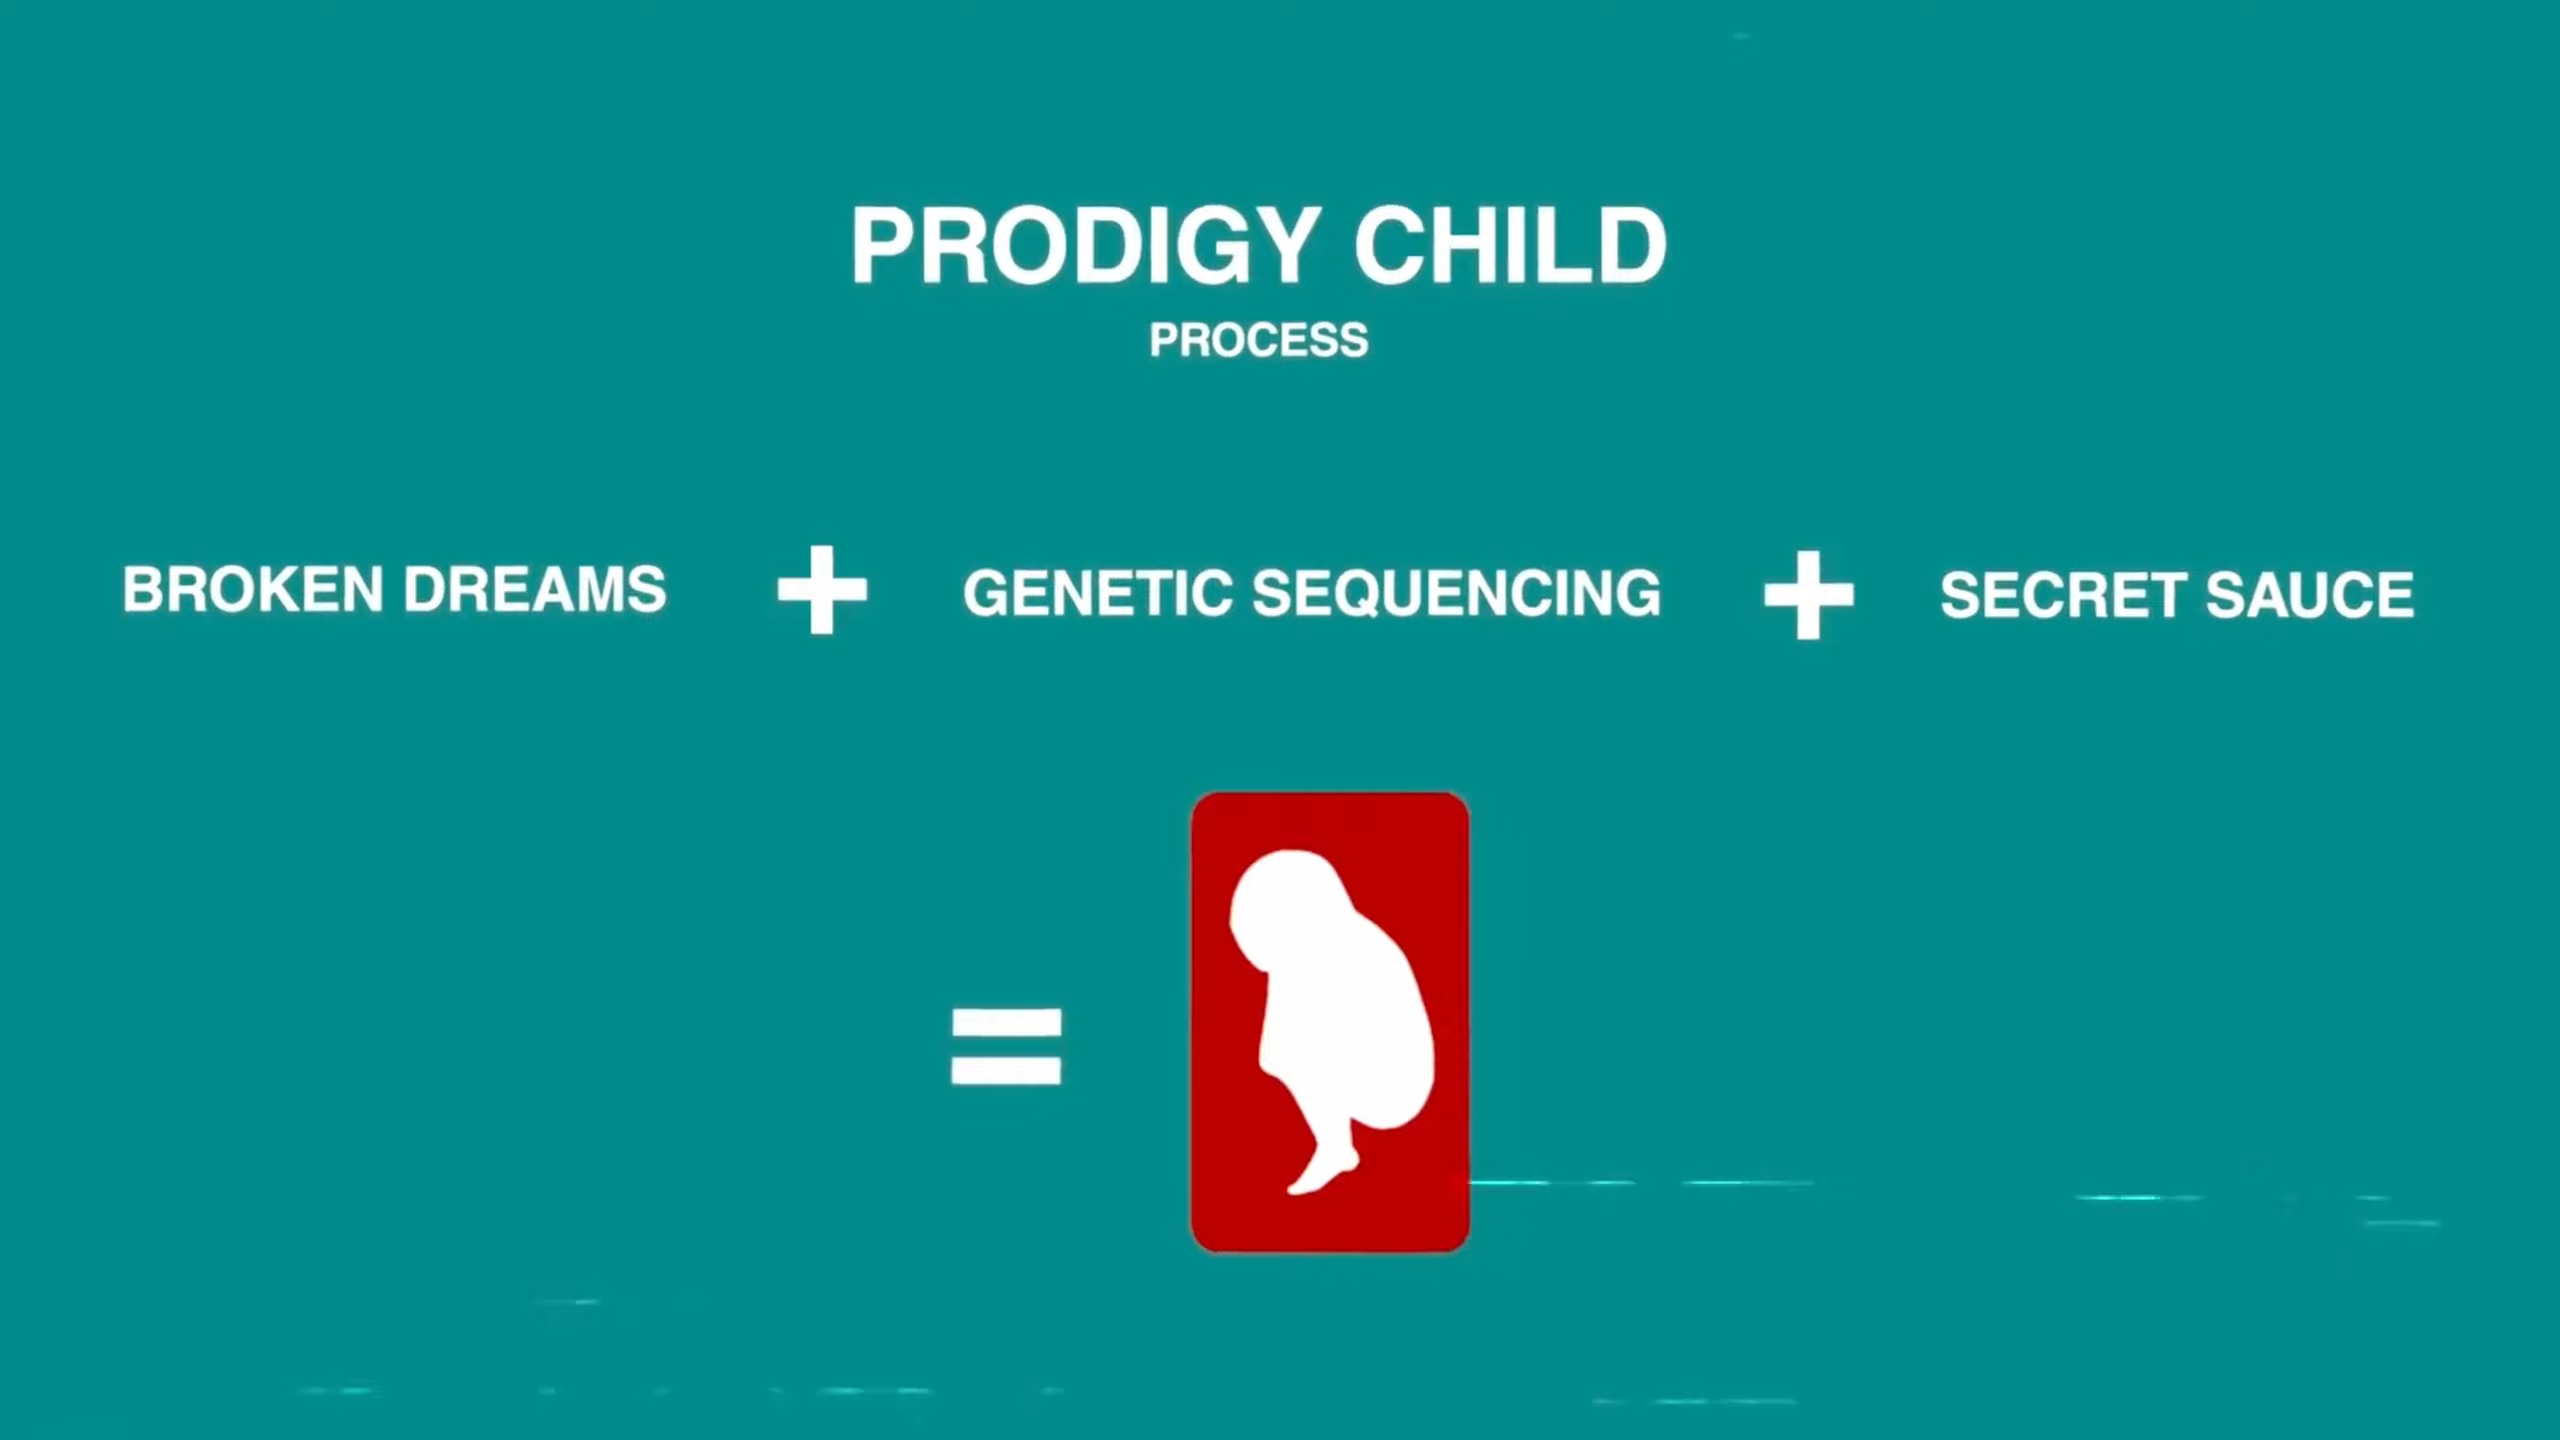 PRODIGY CHILD
PROCESS
BROKEN DREAMS + GENETIC SEQUENCING + SECRET SAUCE
=